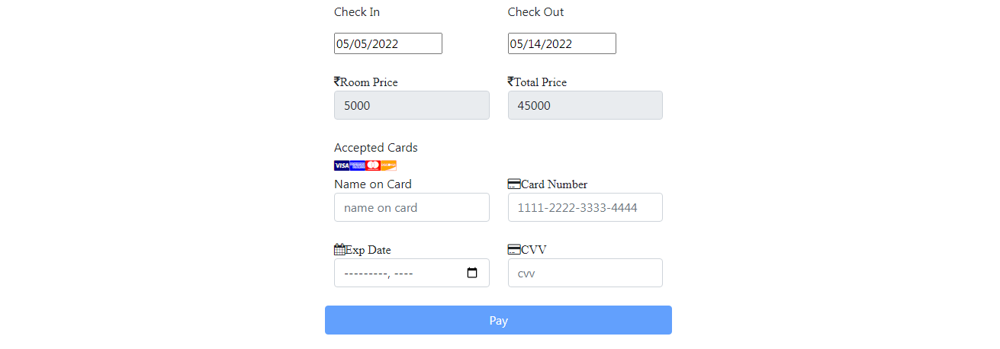 Check In Check Out
05/05/2022 05/14/2022
₹Room Price ₹Total Price
5000 45000
Accepted Cards
VISA
Name on Card Card Number
name on card 1111-2222-3333-4444
Exp Date CVV
---------, ---- cvv
Pay